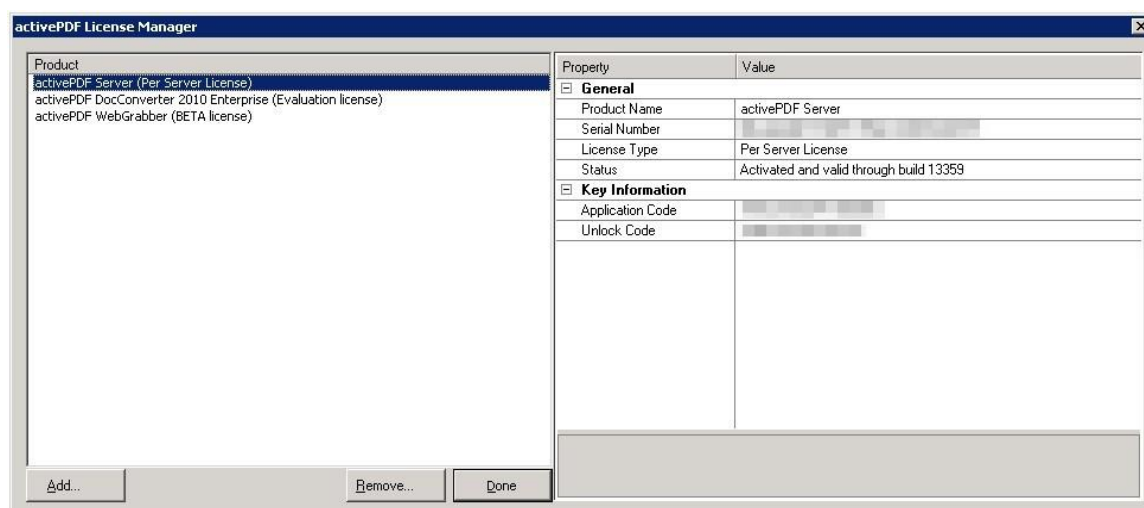 activePDF License Manager
Product
activePDF Server (Per Server License)
activePDF DocConverter 2010 Enterprise (Evaluation license)
activePDF WebGrabber (BETA license)
Add...
Remove...
Done
Property Value
General
Product Name activePDF Server
Serial Number
License Type Per Server License
Status Activated and valid through build 13359
Key Information
Application Code
Unlock Code